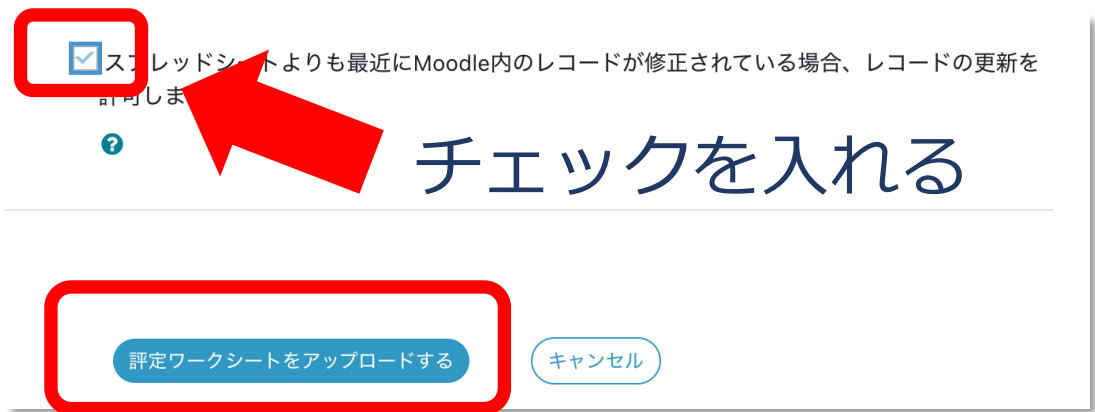 スプレッドシートよりも最近にMoodle内のレコードが修正されている場合、レコードの更新を
許可しま
?
チェックを入れる
評定ワークシートをアップロードする
キャンセル